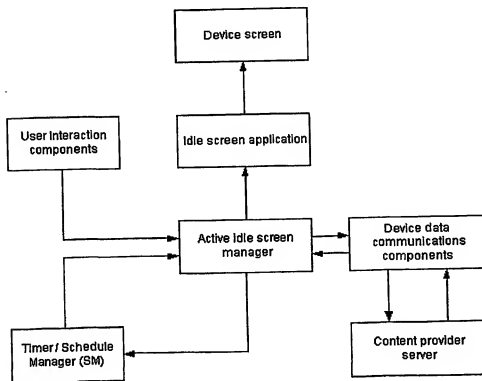 Device screen
Idle screen application
User Interaction
components
Active idle screen
manager
Device data
communications
components
Timer / Schedule
Manager (SM)
Content provider
server